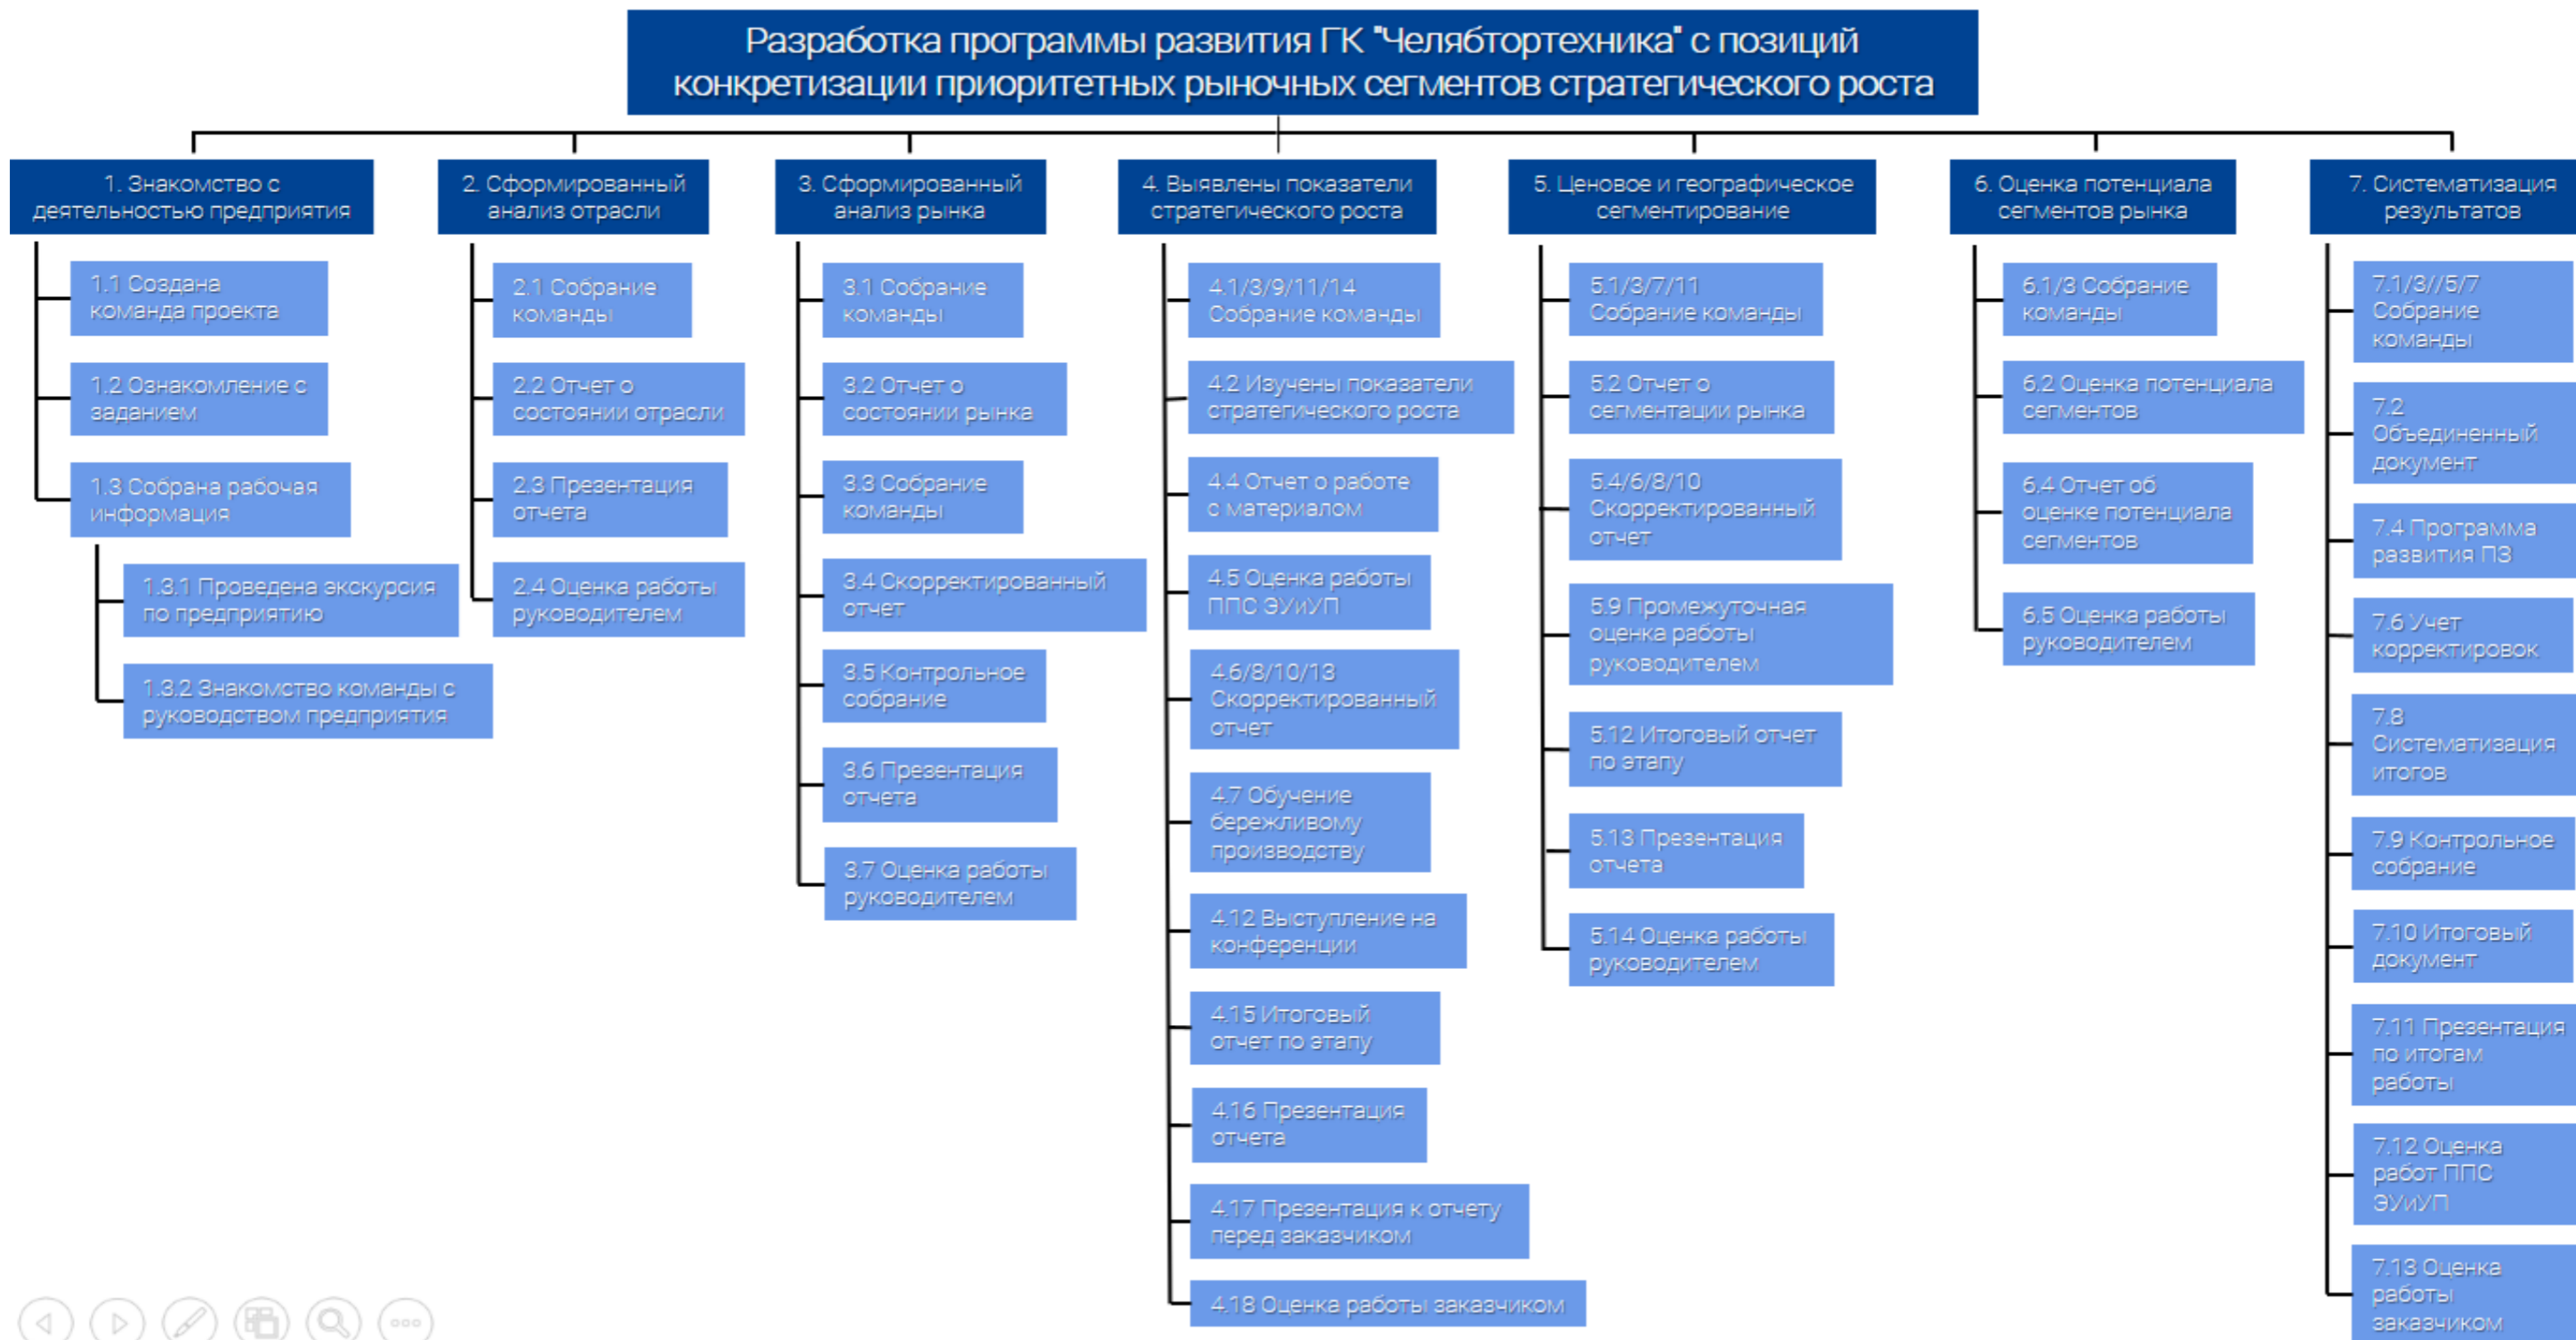 Разработка программы развития ГК "Челябторτехника" с позиций
конкретизации приоритетных рыночных сегментов стратегического роста
1. Знакомство с
деятельностью предприятия
1.1 Создана
команда проекта
1.2 Ознакомление с
заданием
1.3 Собрана рабочая
информация
1.3.1 Проведена экскурсия
по предприятию
1.3.2 Знакомство команды с
руководством предприятия
2. Сформированный
анализ отрасли
2.1 Собрание
команды
2.2 Отчет о
состоянии отрасли
2.3 Презентация
отчета
2.4 Оценка работы
руководителем
3. Сформированный
анализ рынка
3.1 Собрание
команды
3.2 Отчет о
состоянии рынка
3.3 Собрание
команды
3.4 Скорректированный
отчет
3.5 Контрольное
собрание
3.6 Презентация
отчета
3.7 Оценка работы
руководителем
4. Выявлены показатели
стратегического роста
4.1/3/9/11/14
Собрание команды
4.2 Изучены показатели
стратегического роста
4.4 Отчет о работе
с материалом
4.5 Оценка работы
ППС ЭУиУП
4.6/8/10/13
Скорректированный
отчет
4.7 Обучение
бережливому
производству
4.12 Выступление на
конференции
4.15 Итоговый
отчет по этапу
4.16 Презентация
отчета
4.17 Презентация к отчету
перед заказчиком
4.18 Оценка работы заказчиком
5. Ценовое и географическое
сегментирование
5.1/3/7/11
Собрание команды
5.2 Отчет о
сегментации рынка
5.4/6/8/10
Скорректированный
отчет
5.9 Промежуточная
оценка работы
руководителем
5.12 Итоговый отчет
по этапу
5.13 Презентация
отчета
5.14 Оценка работы
руководителем
6. Оценка потенциала
сегментов рынка
6.1/3 Собрание
команды
6.2 Оценка потенциала
сегментов
6.4 Отчет об
оценке потенциала
сегментов
6.5 Оценка работы
руководителем
7. Систематизация
результатов
7.1/3//5/7
Собрание
команды
7.2
Объединенный
документ
7.4 Программа
развития ПЗ
7.6 Учет
корректировок
7.8
Систематизация
итогов
7.9 Контрольное
собрание
7.10 Итоговый
документ
7.11 Презентация
по итогам
работы
7.12 Оценка
работ ППС
ЭУиУП
7.13 Оценка
работы
заказчиком